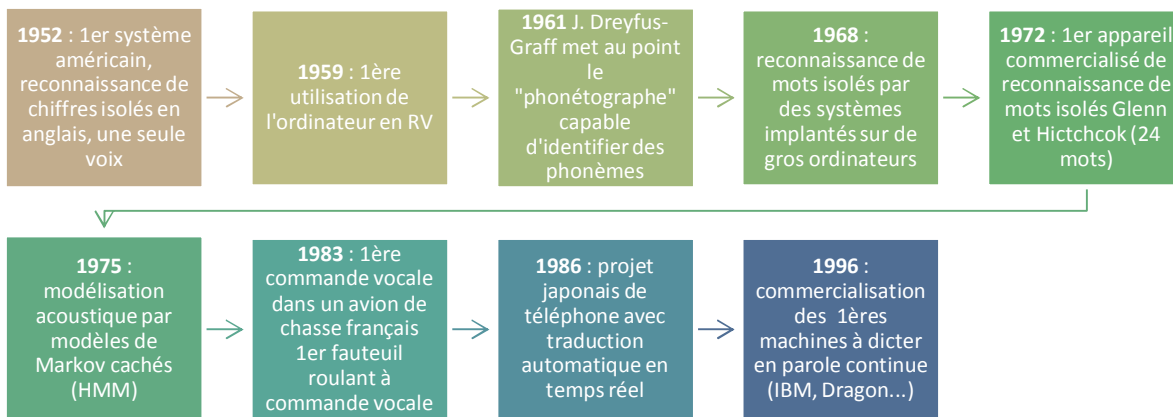 1952 : 1er système
américain,
reconnaissance de
chiffres isolés en
anglais, une seule
voix
1959 : 1ère
utilisation de
l'ordinateur en RV
1961 J. Dreyfus-
Graff met au point
le
"phonétographe"
capable
d'identifier des
phonèmes
1968 :
reconnaissance de
mots isolés par
des systèmes
implantés sur de
gros ordinateurs
1972 : 1er appareil
commercialisé de
reconnaissance de
mots isolés Glenn
et Hictchcok (24
mots)
1975 :
modélisation
acoustique par
modèles de
Markov cachés
(HMM)
1983 : 1ère
commande vocale
dans un avion de
chasse français
1er fauteuil
roulant à
commande vocale
1986 : projet
japonais de
téléphone avec
traduction
automatique en
temps réel
1996 :
commercialisation
des 1ères
machines à dicter
en parole continue
(IBM, Dragon...)